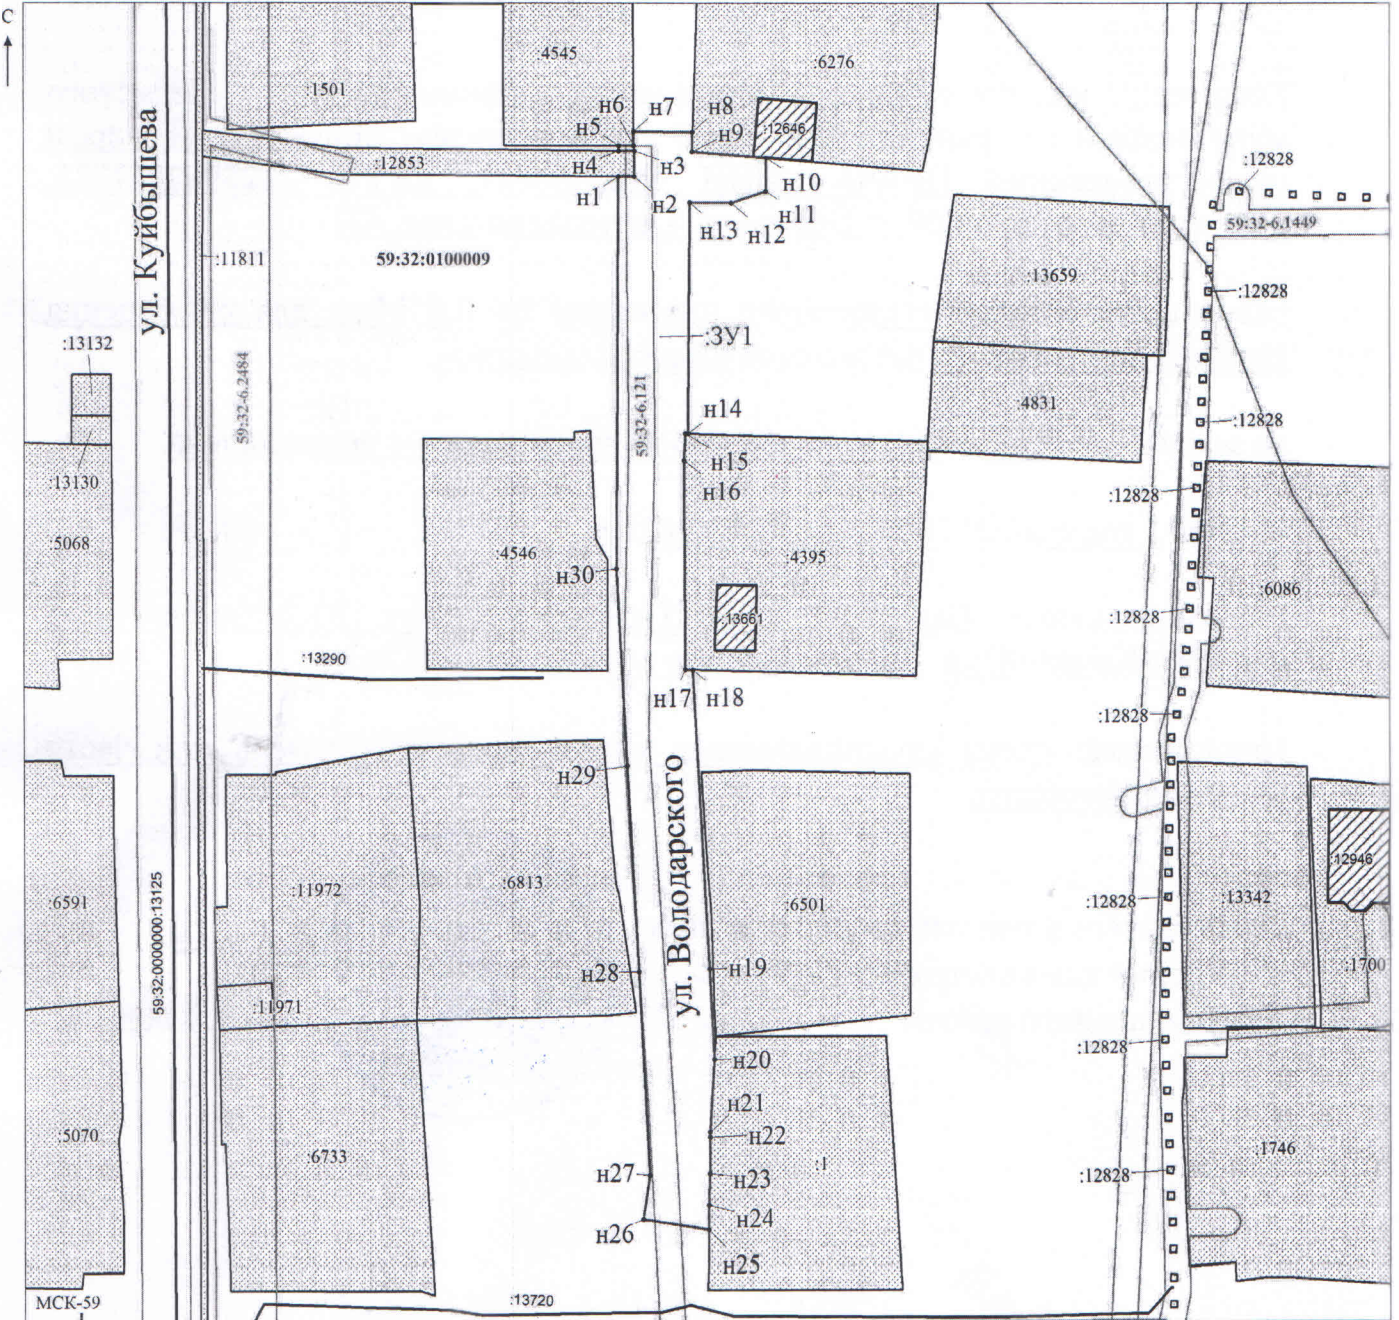 С
ул. Куйбышева
:1501
:4545
:6276
н6
н7
н8
н5
н9
:12646
н4
:12853
н3
н10
н1
н2
н11
н13
н12
:12828
59:32-6.1449
:11811
59:32:0100009
:13659
:12828
:ЗУ1
:13132
59:32-6.2484
59:32-6.121
:4831
н14
:12828
н15
:13130
н16
:12828
:5068
:4546
:4395
н30
:6086
:13661
:12828
:13290
н17
н18
:12828
н29
ул. Володарского
:12946
:6591
:11972
:6813
:6501
:12828
:13342
59:32:0000000:13125
н28
н19
:1700
:11971
:12828
н20
н21
:5070
н22
:6733
:1
:1746
н27
н23
:12828
н24
н26
н25
МСК-59
:13720